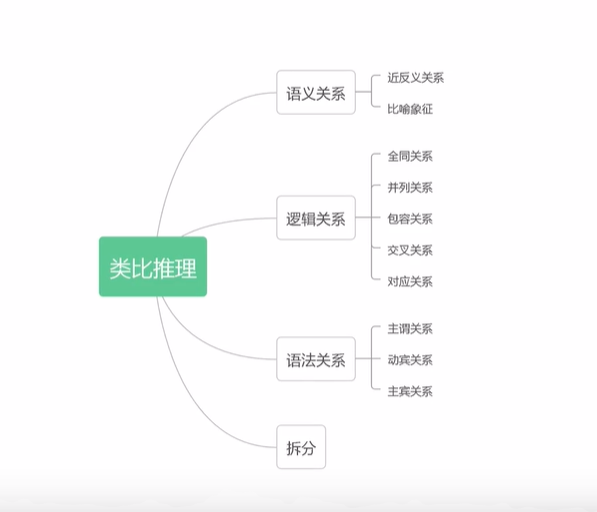 类比推理
语义关系
近反义关系
比喻象征
逻辑关系
全同关系
并列关系
包容关系
交叉关系
对应关系
语法关系
主谓关系
动宾关系
主宾关系
拆分